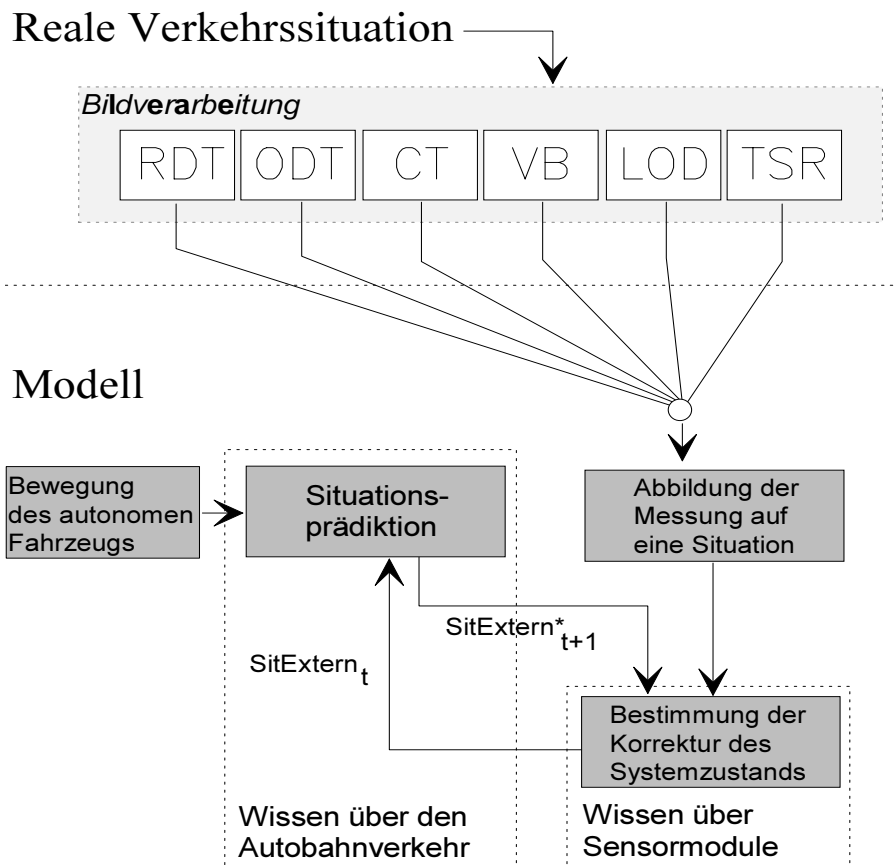 Reale Verkehrssituation
Bildverarbeitung
RDT ODT CT VB LOD TSR
Modell
Bewegung
des autonomen
Fahrzeugs
Situations-
prädiktion
Abbildung der
Messung auf
eine Situation
SitExtern*t+1
SitExtern t
Bestimmung der
Korrektur des
Systemzustands
Wissen über den
Autobahnverkehr
Wissen über
Sensormodule